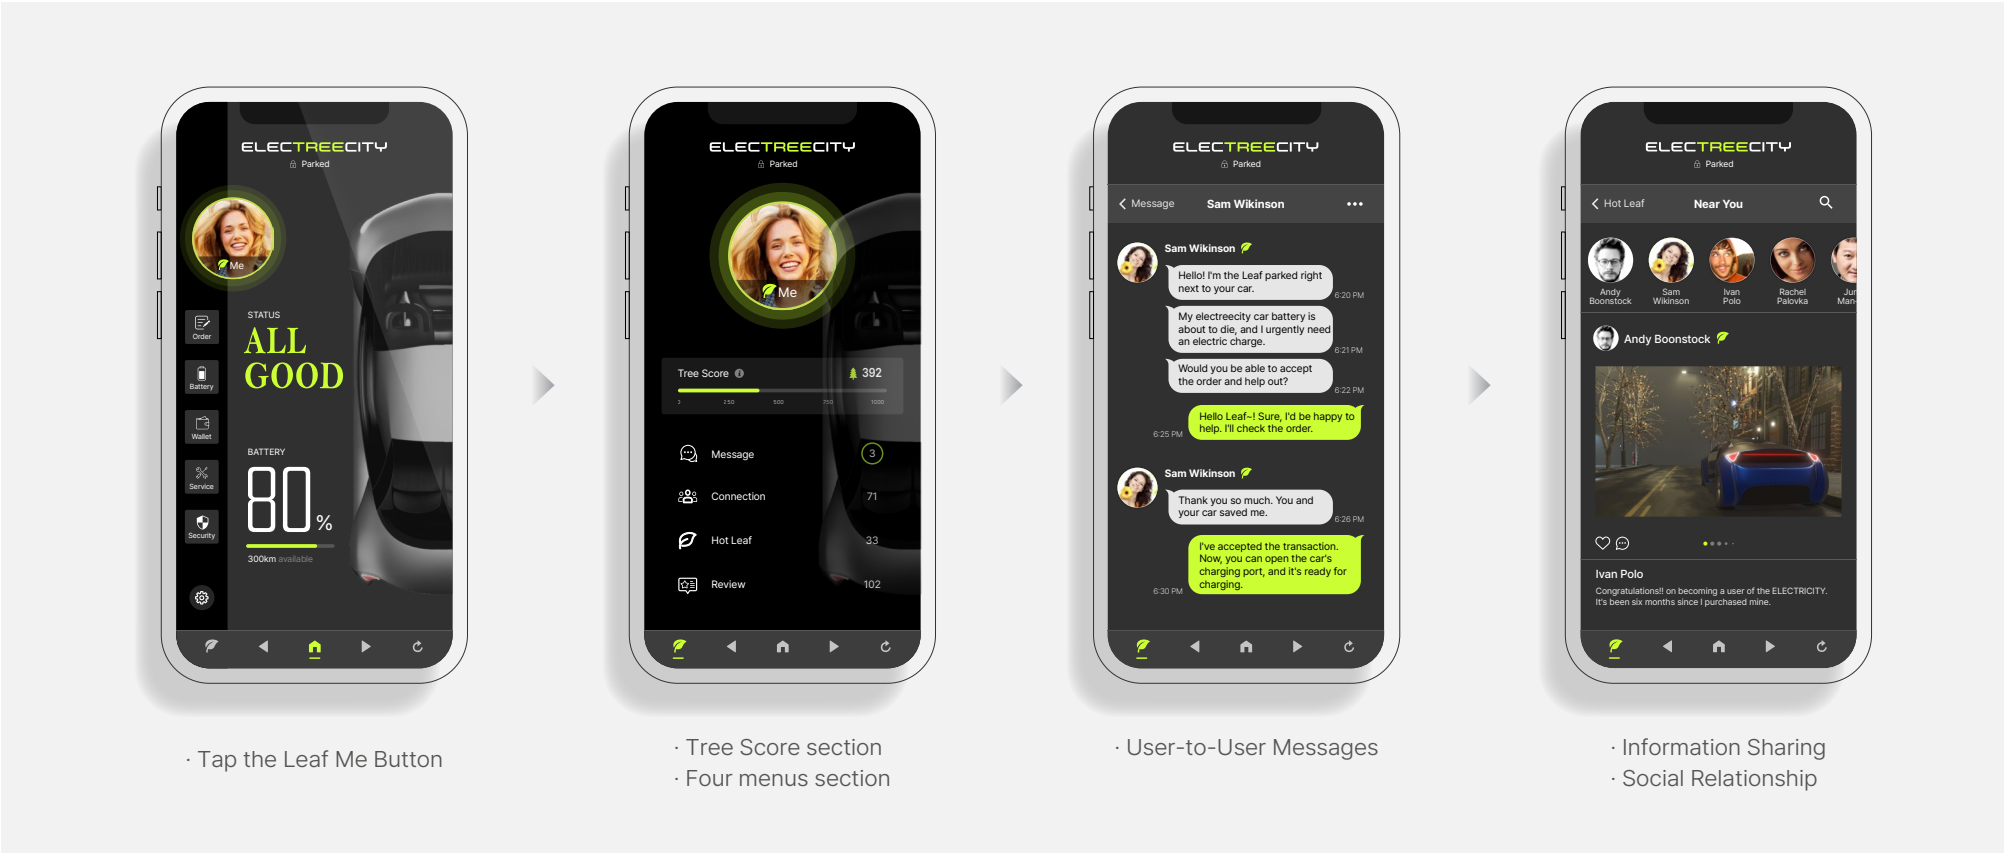 ELECTREECITY
Parked
Me
Order
Battery
Wallet
Service
Security
STATUS
ALL
GOOD
BATTERY
80%
300km available
· Tap the Leaf Me Button
ELECTREECITY
Parked
Me
Tree Score
392
3 250 500 750 1000
Message 3
Connection 71
Hot Leaf 33
Review 102
· Tree Score section
· Four menus section
ELECTREECITY
Parked
Message
Sam Wikinson
Sam Wikinson
Hello! I'm the Leaf parked right
next to your car.
6:20 PM
My electreecity car battery is
about to die, and I urgently need
an electric charge.
6:21 PM
Would you be able to accept
the order and help out?
6:22 PM
Hello Leaf~! Sure, I'd be happy to
help. I'll check the order.
6:25 PM
Sam Wikinson
Thank you so much. You and
your car saved me.
6:26 PM
I've accepted the transaction.
Now, you can open the car's
charging port, and it's ready for
charging.
6:30 PM
· User-to-User Messages
ELECTREECITY
Parked
Hot Leaf
Near You
Andy
Boonstock
Sam
Wikinson
Ivan
Polo
Rachel
Palovka
Jun
Man-
Andy Boonstock
Ivan Polo
Congratulations!! on becoming a user of the ELECTRICITY.
It's been six months since I purchased mine.
· Information Sharing
· Social Relationship